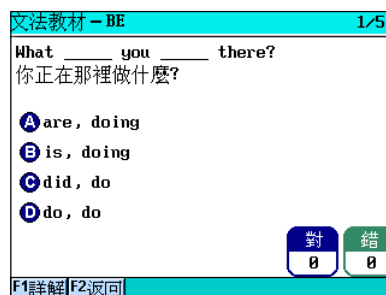 文法教材－BE 1/5
What _____ you _____ there?
你正在那裡做什麼?
A are, doing
B is, doing
C did, do
D do, do
對 錯
0 0
F1詳解 F2返回